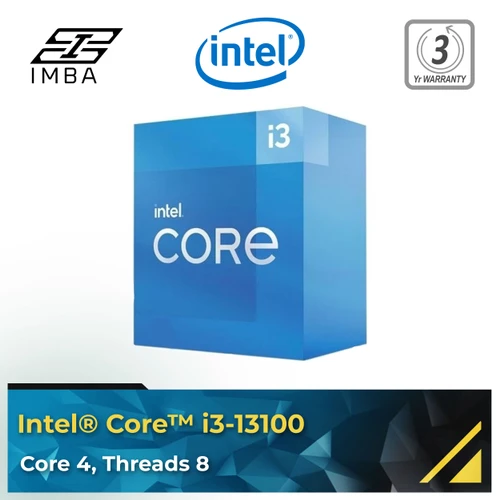 IMBA
intel
3
Yr WARRANTY
i3
intel.
CORE
Intel® Core™ i3-13100
Core 4, Threads 8